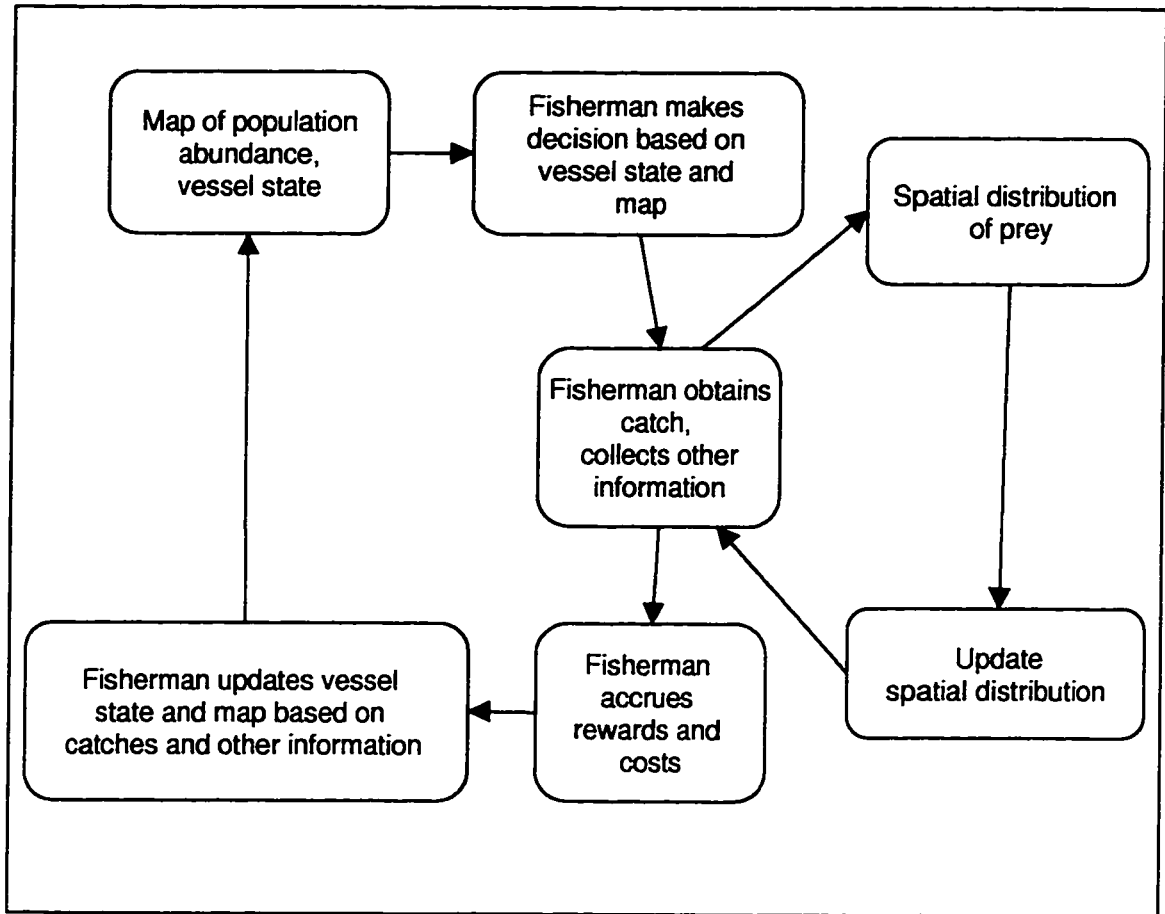 Map of population
abundance,
vessel state
Fisherman makes
decision based on
vessel state and
map
Spatial distribution
of prey
Fisherman obtains
catch,
collects other
information
Fisherman updates vessel
state and map based on
catches and other information
Fisherman
accrues
rewards and
costs
Update
spatial distribution